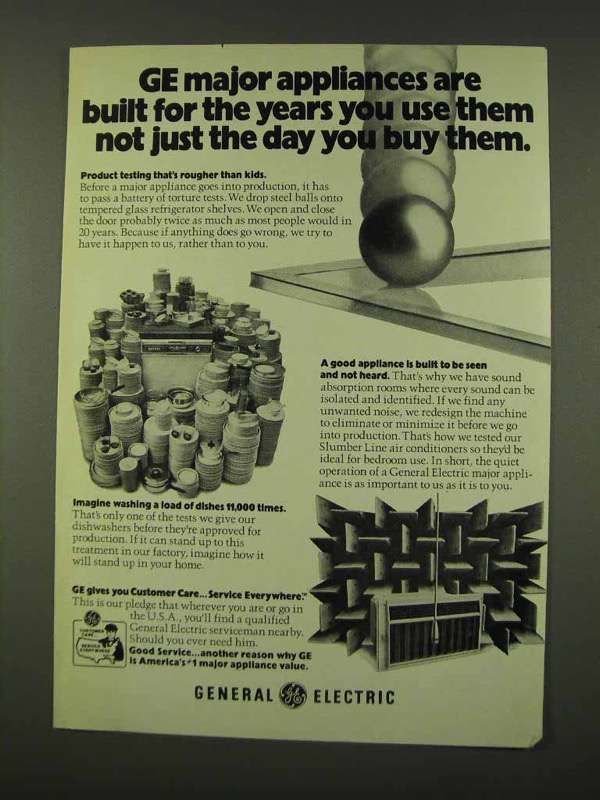 GE major appliances are
built for the years you use them
not just the day you buy them.
Product testing that's rougher than kids.
Before a major appliance goes into production, it has
to pass a battery of torture tests. We drop steel balls onto
tempered glass refrigerator shelves. We open and close
the door probably twice as much as most people would in
20 years. Because if anything does go wrong, we try to
have it happen to us, rather than to you.
A good appliance is built to be seen
and not heard. That's why we have sound
absorption rooms where every sound can be
isolated and identified. If we find any
unwanted noise, we redesign the machine
to eliminate or minimize it before we go
into production. That's how we tested our
Slumber Line air conditioners so they'd be
ideal for bedroom use. In short, the quiet
operation of a General Electric major appli-
ance is as important to us as it is to you.
Imagine washing a load of dishes 11,000 times.
That's only one of the tests we give our
dishwashers before they're approved for
production. If it can stand up to this
treatment in our factory, imagine how it
will stand up in your home.
GE gives you Customer Care...Service Everywhere.™
This is our pledge that wherever you are or go in
the U.S.A., you'll find a qualified
General Electric serviceman nearby.
Should you ever need him.
Good Service...another reason why GE
is America's #1 major appliance value.
CUSTOMER
CARE
SERVICE
EVERYWHERE
GENERAL GE ELECTRIC